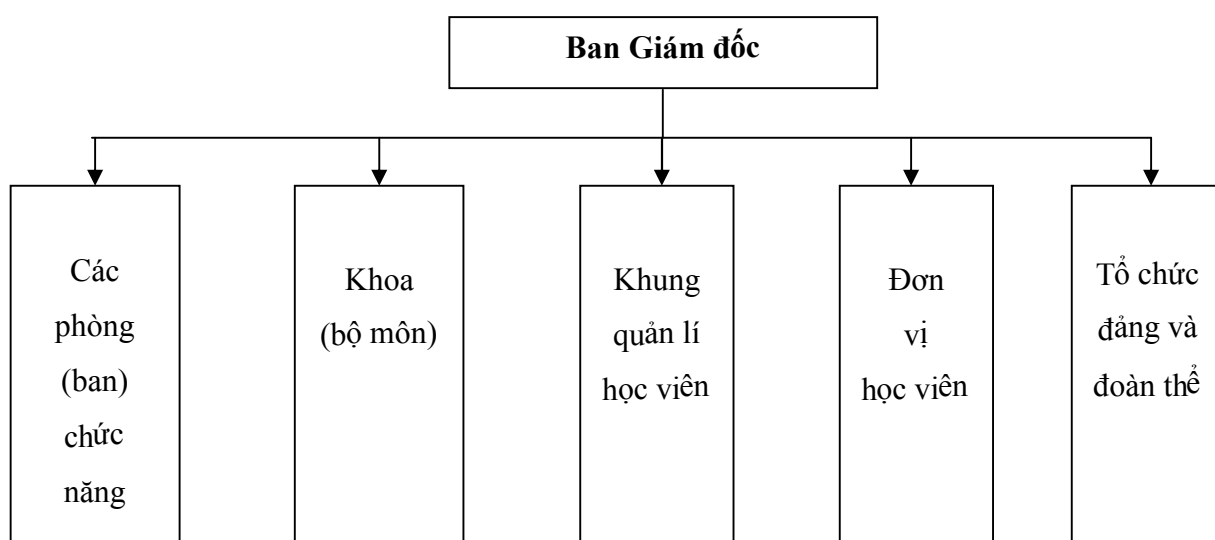 Ban Giám đốc
Các
phòng
(ban)
chức
năng
Khoa
(bộ môn)
Khung
quản lí
học viên
Đơn
vị
học viên
Tổ chức
đảng và
đoàn thể